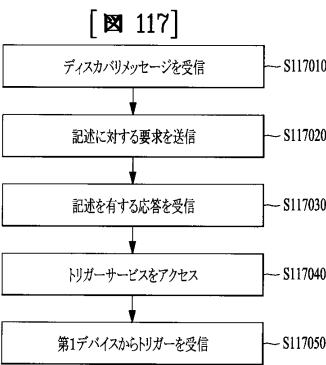 [図 117]
ディスカバリメッセージを受信 S117010
記述に対する要求を送信 S117020
記述を有する応答を受信 S117030
トリガーサービスをアクセス S117040
第1デバイスからトリガーを受信 S117050